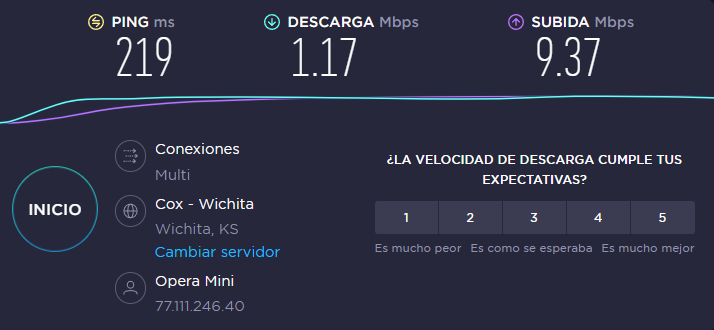 PING ms
DESCARGA Mbps
SUBIDA Mbps
219
1.17
9.37
INICIO
Conexiones
Multi
Cox - Wichita
Wichita, KS
Cambiar servidor
Opera Mini
77.111.246.40
¿LA VELOCIDAD DE DESCARGA CUMPLE TUS
EXPECTATIVAS?
1 2 3 4 5
Es mucho peor Es como se esperaba Es mucho mejor